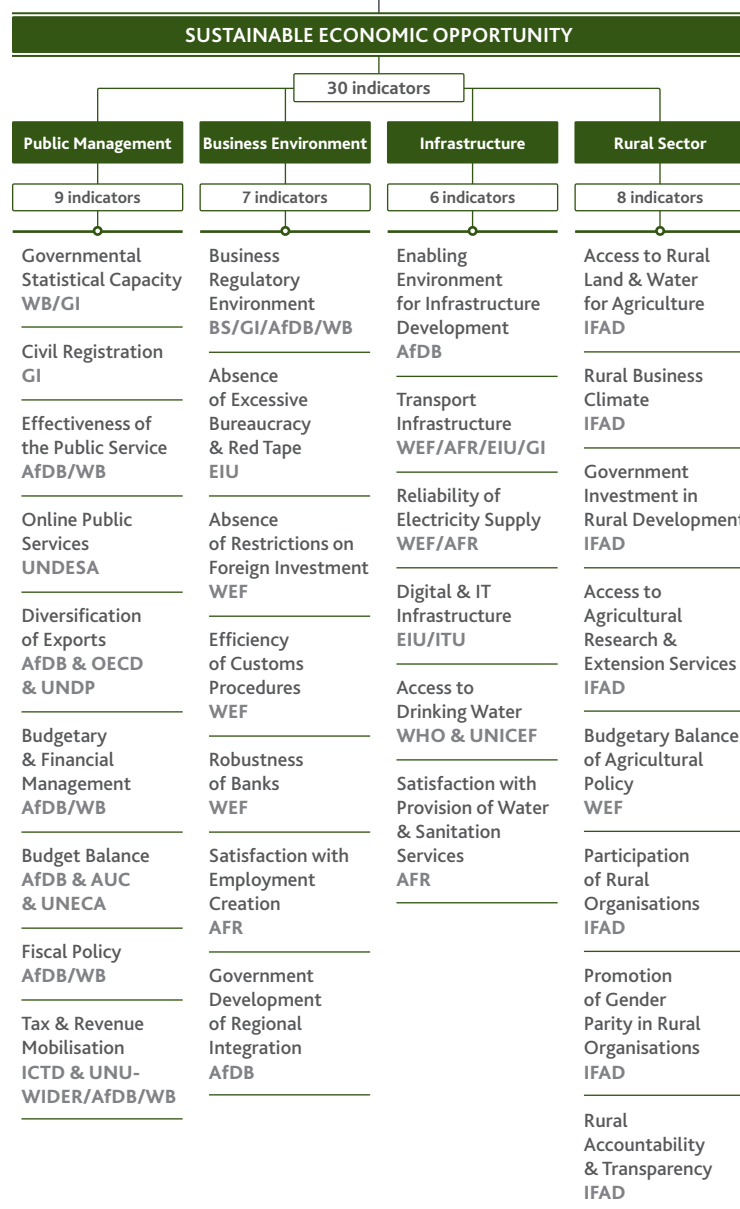 SUSTAINABLE ECONOMIC OPPORTUNITY
30 indicators
Public Management
9 indicators
Governmental
Statistical Capacity
WB/GI
Civil Registration
GI
Effectiveness of
the Public Service
AfDB/WB
Online Public
Services
UNDESA
Diversification
of Exports
AfDB & OECD
& UNDP
Budgetary
& Financial
Management
AfDB/WB
Budget Balance
AfDB & AUC
& UNECA
Fiscal Policy
AfDB/WB
Tax & Revenue
Mobilisation
ICTD & UNU-
WIDER/AfDB/WB
Business Environment
7 indicators
Business
Regulatory
Environment
BS/GI/AfDB/WB
Absence
of Excessive
Bureaucracy
& Red Tape
EIU
Absence
of Restrictions on
Foreign Investment
WEF
Efficiency
of Customs
Procedures
WEF
Robustness
of Banks
WEF
Satisfaction with
Employment
Creation
AFR
Government
Development
of Regional
Integration
AfDB
Infrastructure
6 indicators
Enabling
Environment
for Infrastructure
Development
AfDB
Transport
Infrastructure
WEF/AFR/EIU/GI
Reliability of
Electricity Supply
WEF/AFR
Digital & IT
Infrastructure
EIU/ITU
Access to
Drinking Water
WHO & UNICEF
Satisfaction with
Provision of Water
& Sanitation
Services
AFR
Rural Sector
8 indicators
Access to Rural
Land & Water
for Agriculture
IFAD
Rural Business
Climate
IFAD
Government
Investment in
Rural Development
IFAD
Access to
Agricultural
Research &
Extension Services
IFAD
Budgetary Balance
of Agricultural
Policy
WEF
Participation
of Rural
Organisations
IFAD
Promotion
of Gender
Parity in Rural
Organisations
IFAD
Rural
Accountability
& Transparency
IFAD